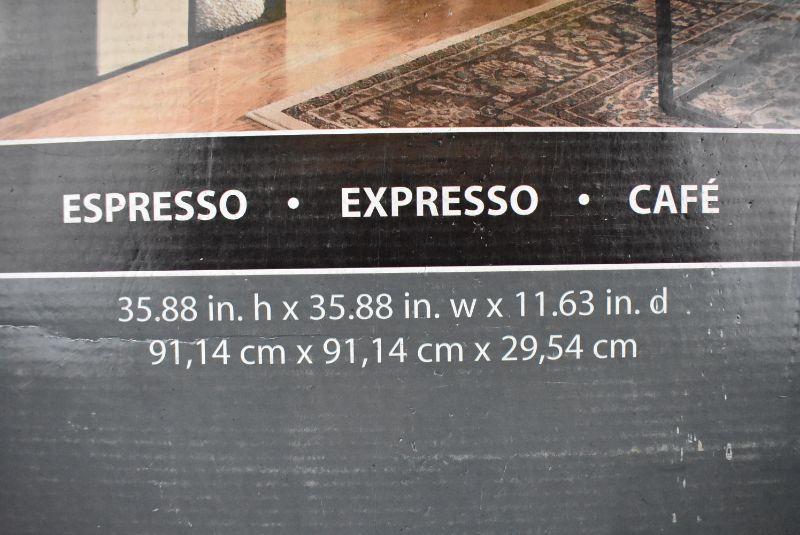 ESPRESSO • EXPRESSO • CAFÉ
35.88 in. h x 35.88 in. w x 11.63 in. d
91,14 cm x 91,14 cm x 29,54 cm